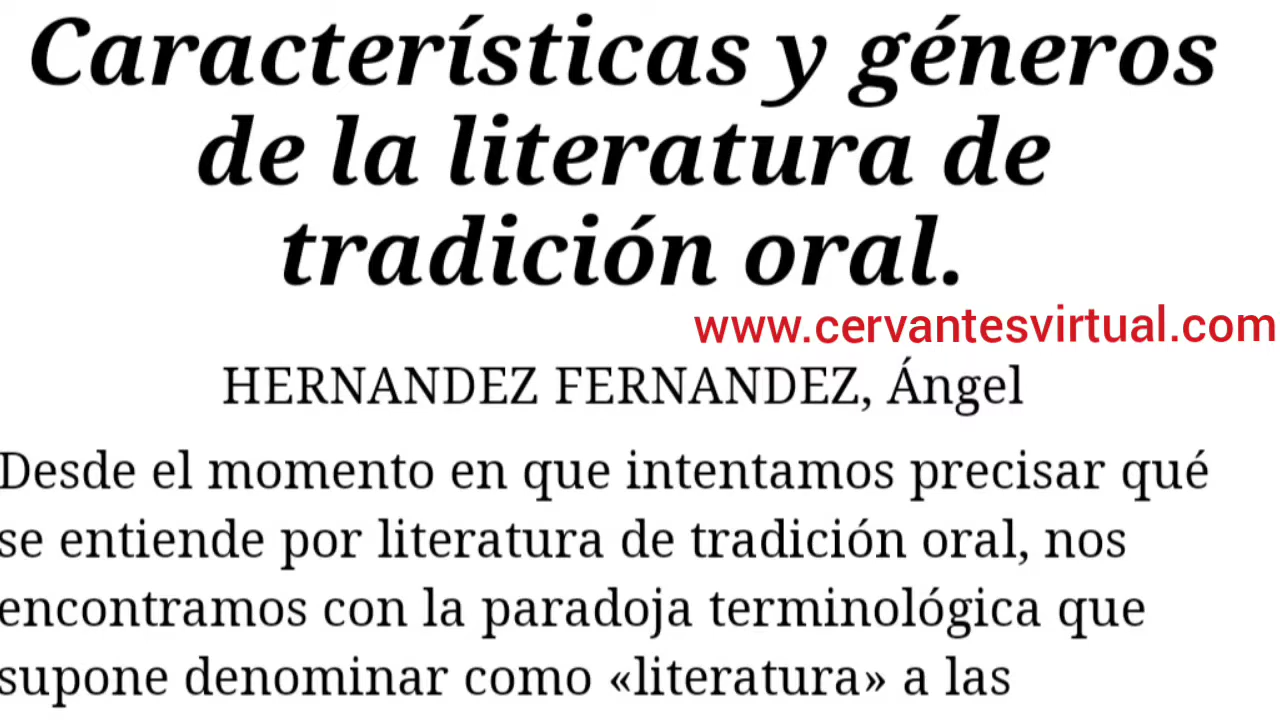 Características y géneros
de la literatura de
tradición oral.
www.cervantesvirtual.com
HERNANDEZ FERNANDEZ, Ángel
Desde el momento en que intentamos precisar qué
se entiende por literatura de tradición oral, nos
encontramos con la paradoja terminológica que
supone denominar como «literatura» a las